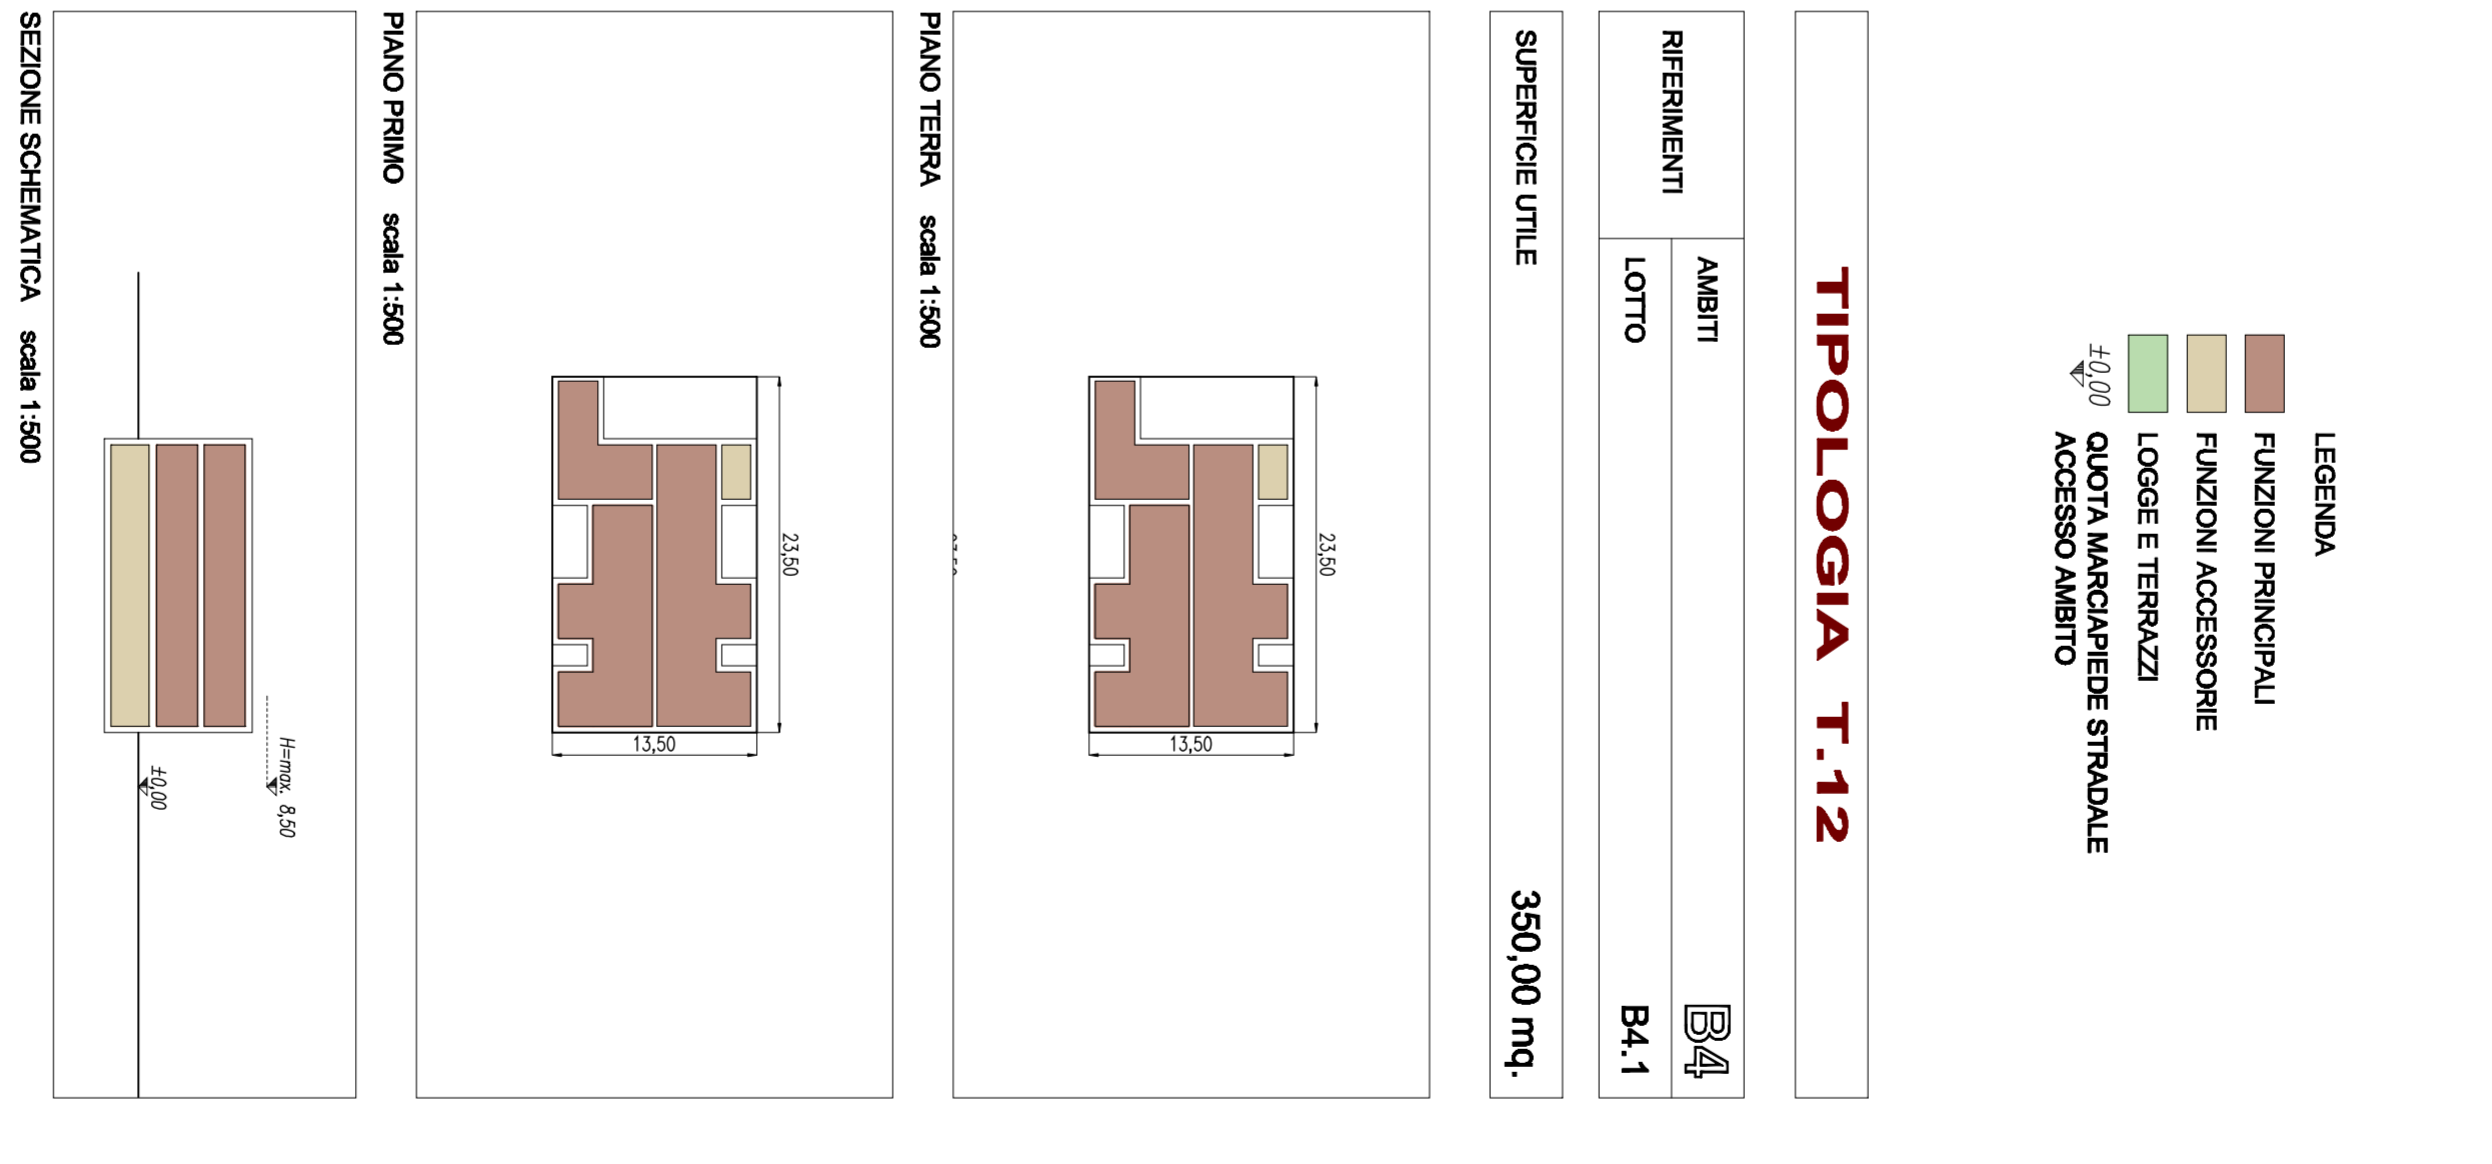 LEGENDA
FUNZIONI PRINCIPALI
FUNZIONI ACCESSORIE
LOGGE E TERRAZZI
±0,00 QUOTA MARCIAPIEDE STRADALE
ACCESSO AMBITO
TIPOLOGIA T.12
RIFERIMENTI
AMBITI B4
LOTTO B4.1
SUPERFICIE UTILE 350,00 mq.
23,50
13,50
PIANO TERRA scala 1:500
23,50
13,50
PIANO PRIMO scala 1:500
H=max. 8,50
±0,00
SEZIONE SCHEMATICA scala 1:500